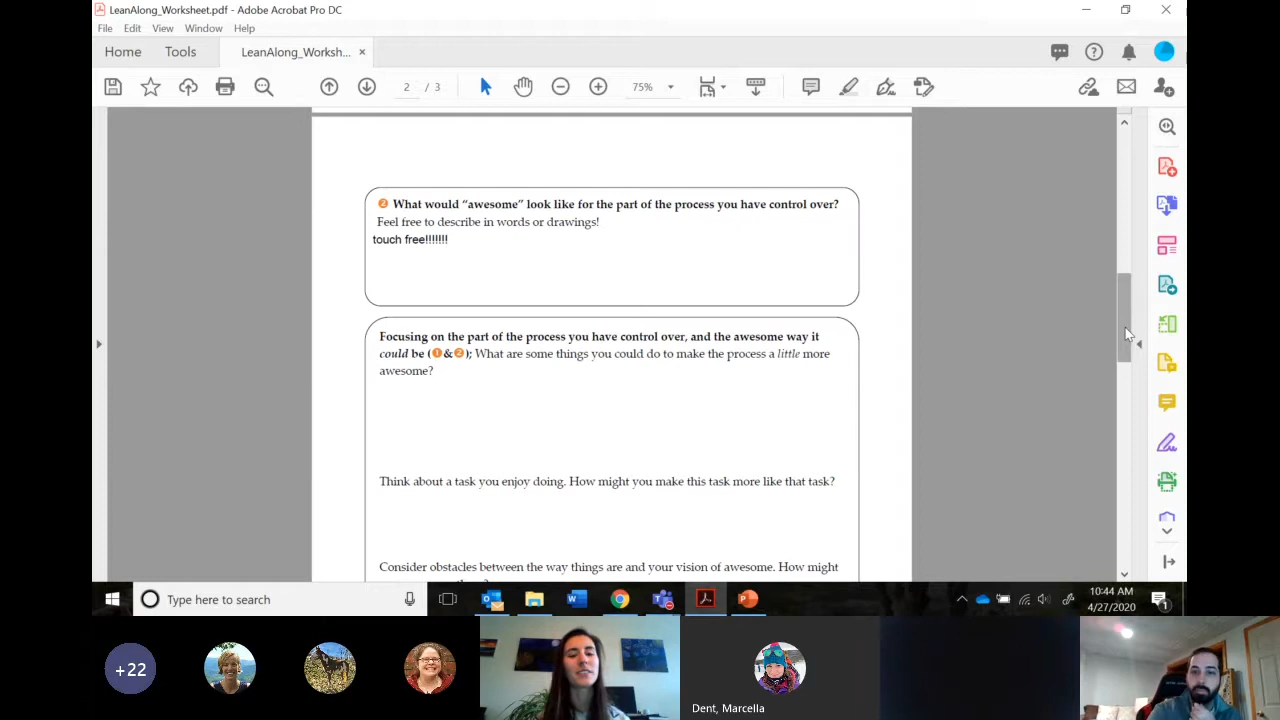 LeanAlong_Worksheet.pdf - Adobe Acrobat Pro DC
File Edit View Window Help
Home Tools LeanAlong_Worksh... ×
2 / 3 75%
❷ What would “awesome” look like for the part of the process you have control over?
Feel free to describe in words or drawings!
touch free!!!!!!!
Focusing on the part of the process you have control over, and the awesome way it
could be (❶&❷); What are some things you could do to make the process a little more
awesome?
Think about a task you enjoy doing. How might you make this task more like that task?
Consider obstacles between the way things are and your vision of awesome. How might
Type here to search
10:44 AM
4/27/2020
1
+22
Dent, Marcella